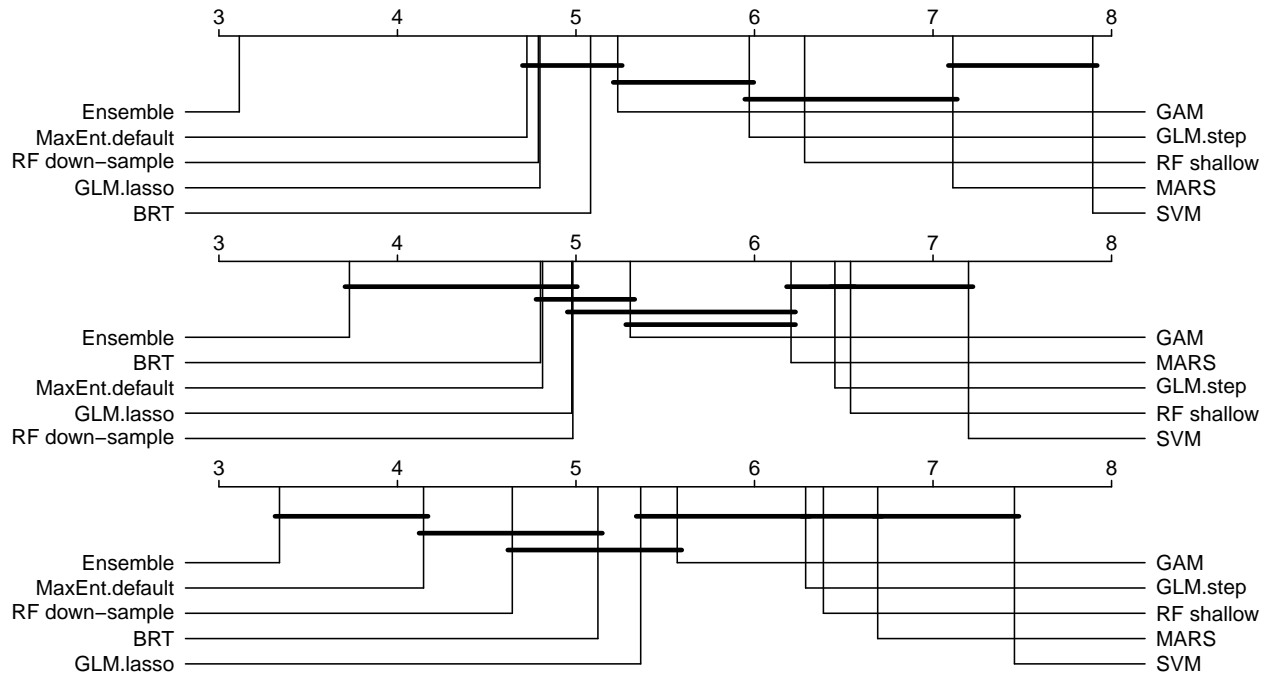 3 4 5 6 7 8
Ensemble GAM
MaxEnt.default GLM.step
RF down−sample RF shallow
GLM.lasso MARS
BRT SVM
3 4 5 6 7 8
Ensemble GAM
BRT MARS
MaxEnt.default GLM.step
GLM.lasso RF shallow
RF down−sample SVM
3 4 5 6 7 8
Ensemble GAM
MaxEnt.default GLM.step
RF down−sample RF shallow
BRT MARS
GLM.lasso SVM